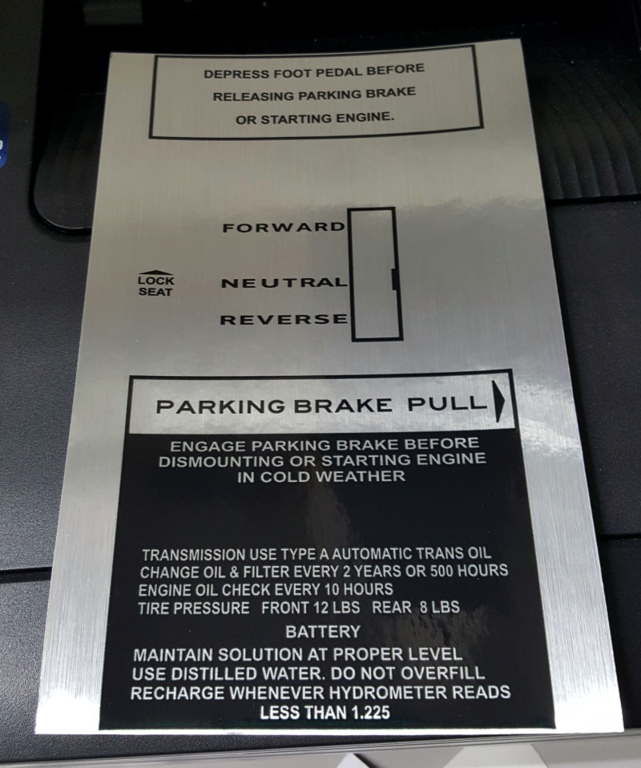 DEPRESS FOOT PEDAL BEFORE
RELEASING PARKING BRAKE
OR STARTING ENGINE.
FORWARD
LOCK
SEAT
NEUTRAL
REVERSE
PARKING BRAKE PULL
ENGAGE PARKING BRAKE BEFORE
DISMOUNTING OR STARTING ENGINE
IN COLD WEATHER
TRANSMISSION USE TYPE A AUTOMATIC TRANS OIL
CHANGE OIL & FILTER EVERY 2 YEARS OR 500 HOURS
ENGINE OIL CHECK EVERY 10 HOURS
TIRE PRESSURE FRONT 12 LBS REAR 8 LBS
BATTERY
MAINTAIN SOLUTION AT PROPER LEVEL
USE DISTILLED WATER. DO NOT OVERFILL
RECHARGE WHENEVER HYDROMETER READS
LESS THAN 1.225